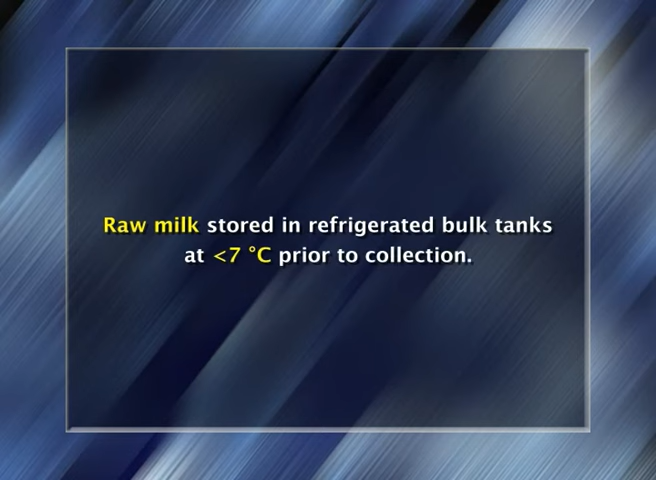 Raw milk stored in refrigerated bulk tanks
at <7 °C prior to collection.